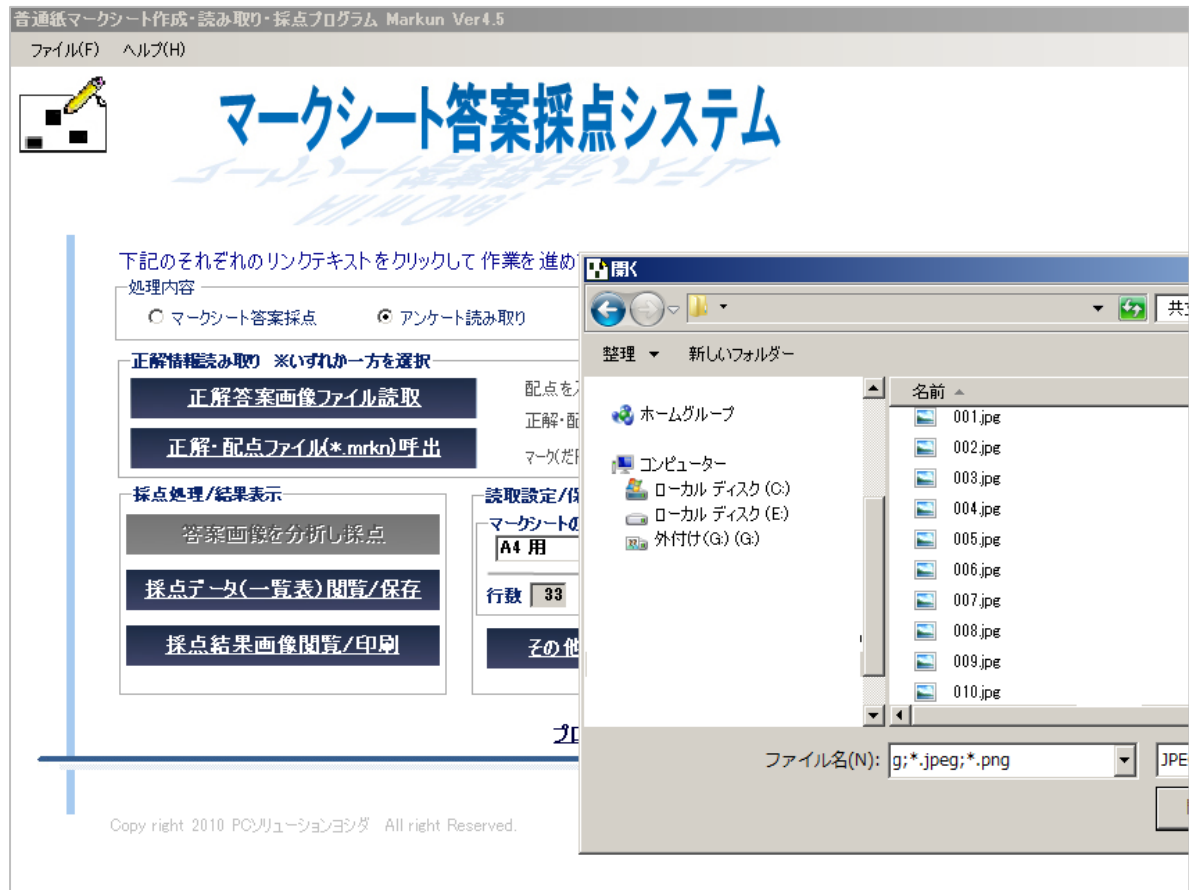 普通紙マークシート作成・読み取り・採点プログラム Markun Ver4.5
ファイル(F) ヘルプ(H)
マークシート答案採点システム
下記のそれぞれのリンクテキストをクリックして作業を進め
処理内容
マークシート答案採点 アンケート読み取り
正解情報読み取り ※いずれか一方を選択
正解答案画像ファイル読取
配点を
正解・配
正解・配点ファイル(*.mrkn)呼出
マーク(だ
採点処理/結果表示
答案画像を分析し採点
採点データ(一覧表)閲覧/保存
採点結果画像閲覧/印刷
読取設定/
マークシートの
A4 用
行数 33
その他
プロ
Copy right 2010 PCソリューションヨシダ All right Reserved.
開く
共
整理 新しいフォルダー
ホームグループ
コンピューター
ローカル ディスク (C:)
ローカル ディスク (E:)
外付け(G:) (G:)
名前
001.jpg
002.jpg
003.jpg
004.jpg
005.jpg
006.jpg
007.jpg
008.jpg
009.jpg
010.jpg
ファイル名(N): g;*.jpeg;*.png
JPE